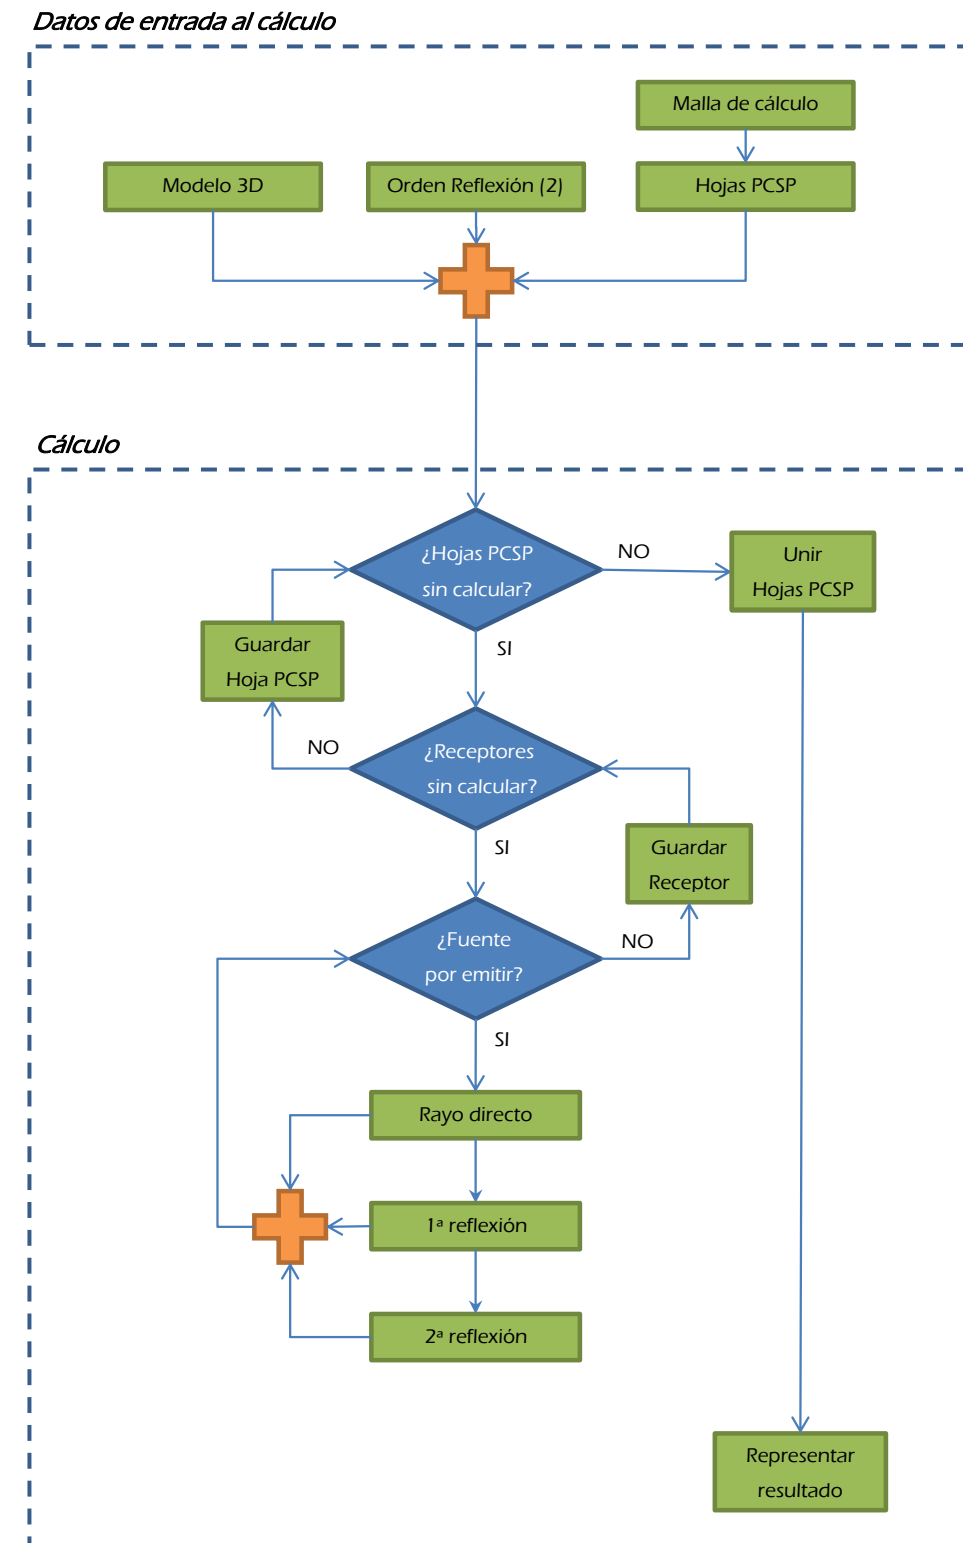 Datos de entrada al cálculo
Malla de cálculo
Modelo 3D
Orden Reflexión (2)
Hojas PCSP
Cálculo
¿Hojas PCSP
sin calcular?
NO
Unir
Hojas PCSP
SI
Guardar
Hoja PCSP
NO
¿Receptores
sin calcular?
SI
Guardar
Receptor
¿Fuente
por emitir?
NO
SI
Rayo directo
1ª reflexión
2ª reflexión
Representar
resultado